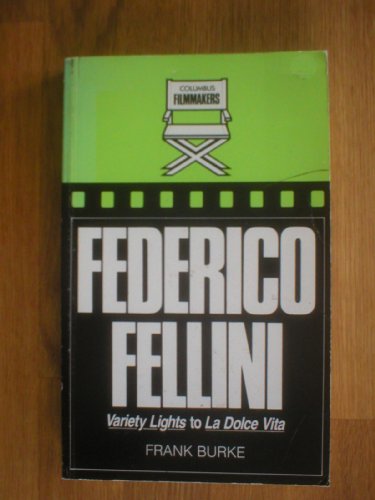 COLUMBUS
FILMMAKERS
FEDERICO
FELLINI
Variety Lights to La Dolce Vita
FRANK BURKE